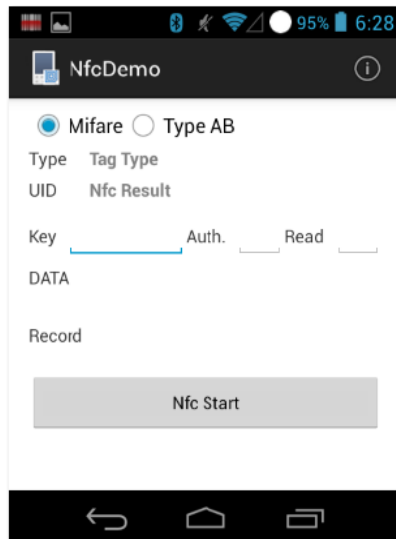 95% 6:28
NfcDemo
Mifare Type AB
Type Tag Type
UID Nfc Result
Key Auth. Read
DATA
Record
Nfc Start